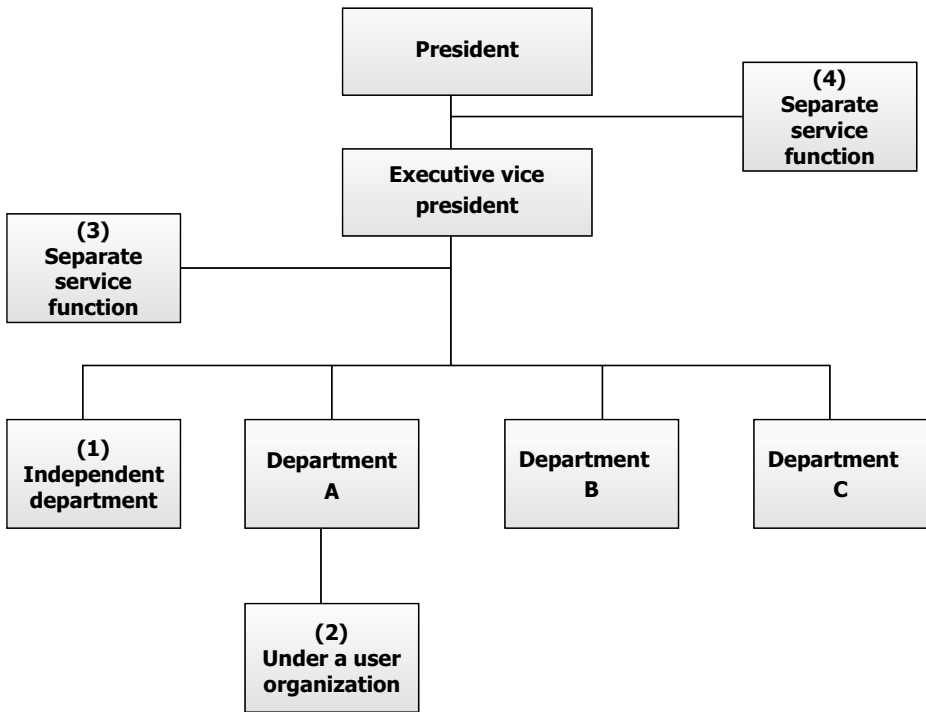 President
(4)
Separate
service
function
Executive vice
president
(3)
Separate
service
function
(1)
Independent
department
Department
A
Department
B
Department
C
(2)
Under a user
organization